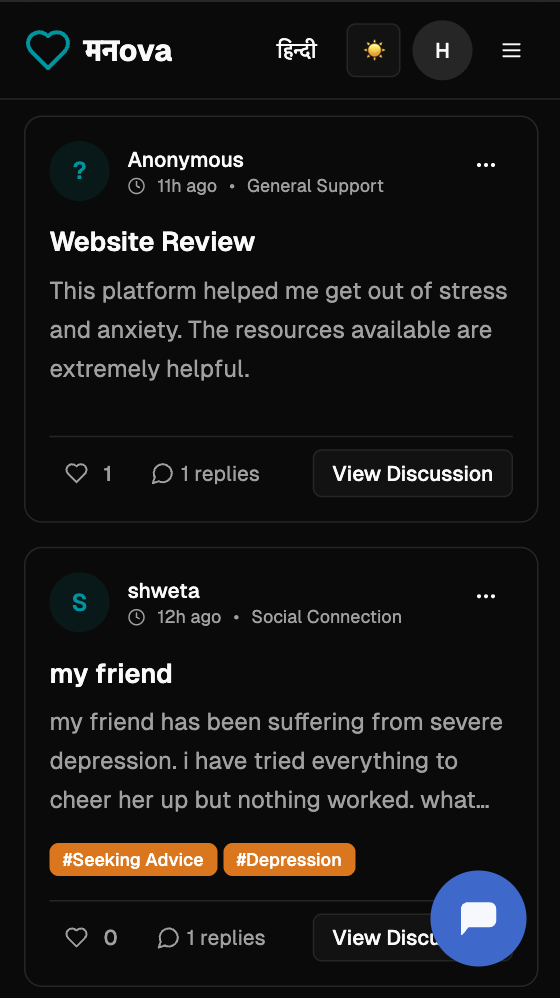 मनova
हिन्दी
H
?
Anonymous
11h ago • General Support
Website Review
This platform helped me get out of stress
and anxiety. The resources available are
extremely helpful.
1
1 replies
View Discussion
S
shweta
12h ago • Social Connection
my friend
my friend has been suffering from severe
depression. i have tried everything to
cheer her up but nothing worked. what...
#Seeking Advice
#Depression
0
1 replies
View Discu